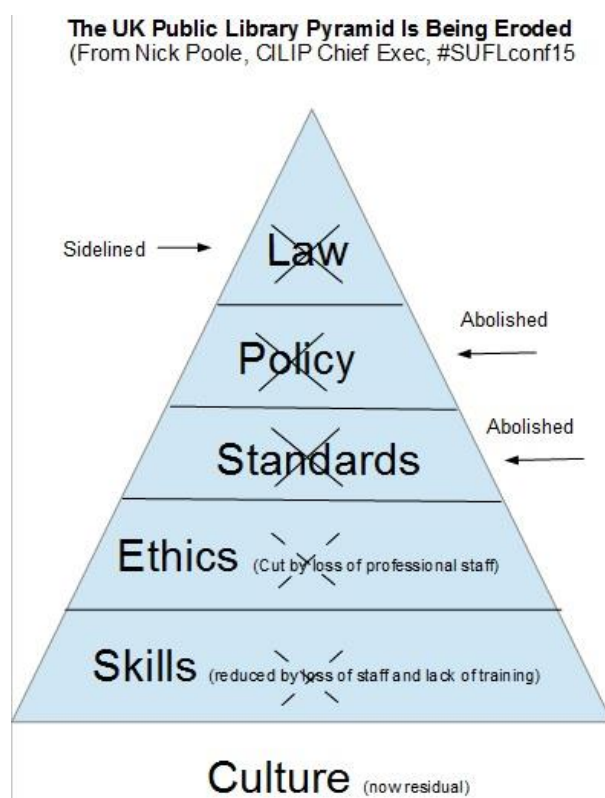 The UK Public Library Pyramid Is Being Eroded
(From Nick Poole, CILIP Chief Exec, #SUFLconf15
Sidelined
Law
Abolished
Policy
Abolished
Standards
Ethics (Cut by loss of professional staff)
Skills (reduced by loss of staff and lack of training)
Culture (now residual)